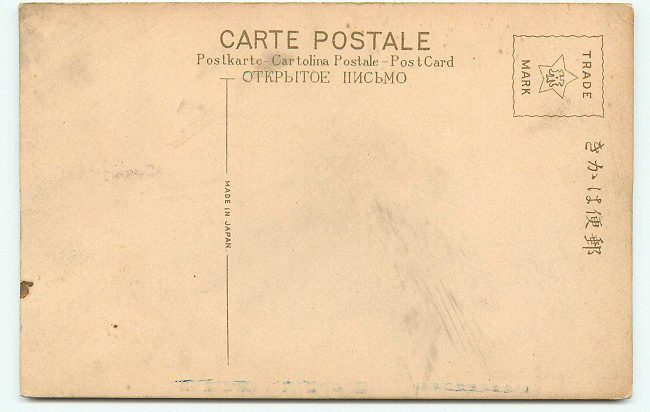 CARTE POSTALE
Postkarte-Cartolina Postale-PostCard
ОТКРЫТОЕ ПИСЬМО
TRADE
MARK
きがは便郵
MADE IN JAPAN.